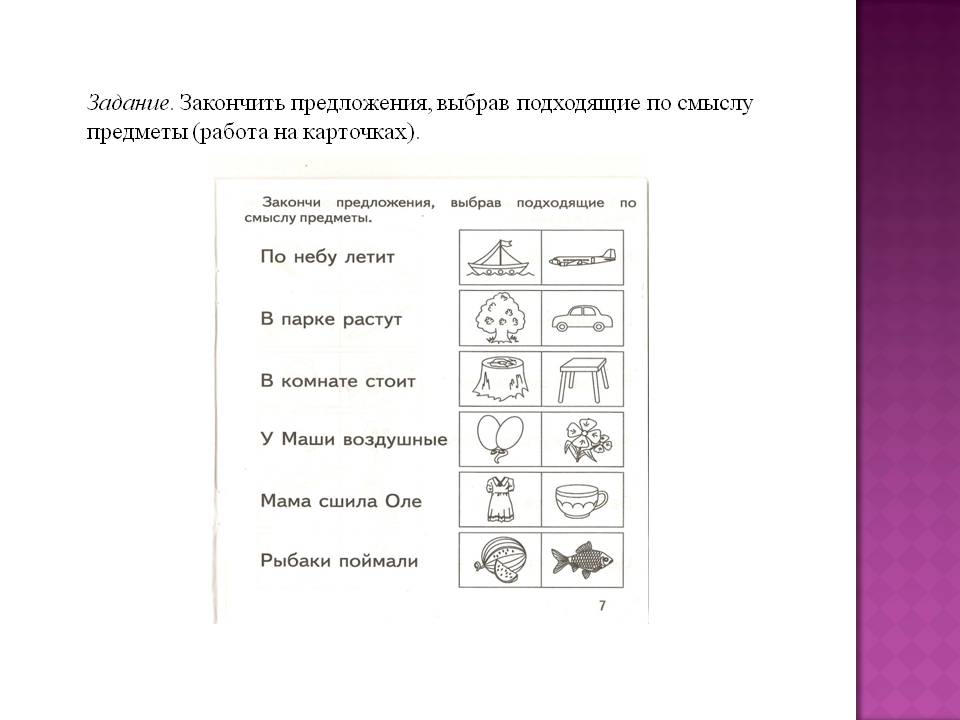 Задание. Закончить предложения, выбрав подходящие по смыслу
предметы (работа на карточках).
Закончи предложения, выбрав подходящие по
смыслу предметы.
По небу летит
В парке растут
В комнате стоит
У Маши воздушные
Мама сшила Оле
Рыбаки поймали
7